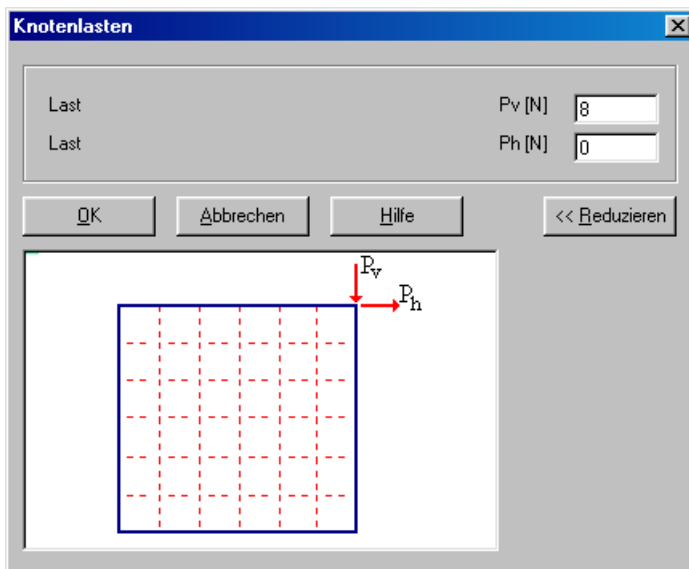 Knotenlasten
Last Pv [N] 8
Last Ph [N] 0
OK Abbrechen Hilfe << Reduzieren
Pv
Ph